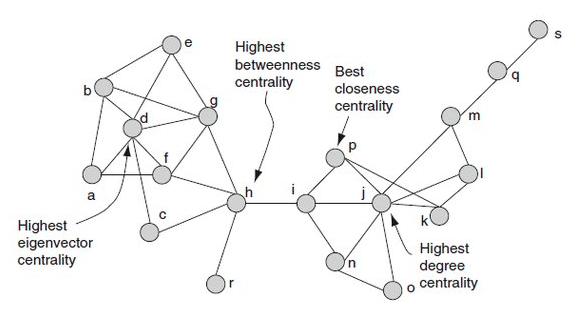 s
e
Highest
betweenness
centrality
Best
closeness
centrality
q
b
g
d
m
p
f
l
a
h
i
j
c
k
Highest
eigenvector
centrality
Highest
degree
centrality
n
r
o